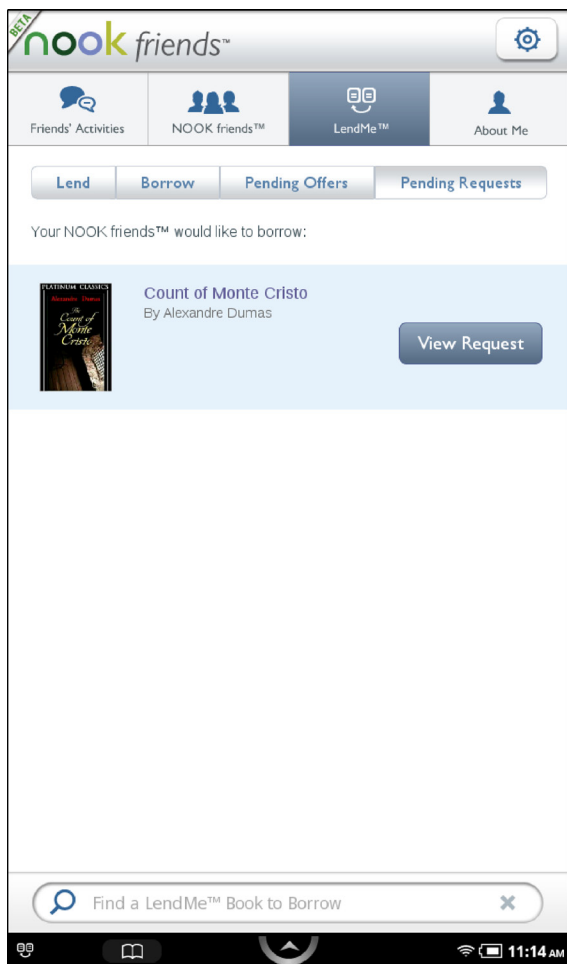 BETA
nook friends™
Friends' Activities
NOOK friends™
LendMe™
About Me
Lend
Borrow
Pending Offers
Pending Requests
Your NOOK friends™ would like to borrow:
PLATINUM CLASSICS
Alexandre Dumas
The
Count of
Monte
Cristo
Count of Monte Cristo
By Alexandre Dumas
View Request
Find a LendMe™ Book to Borrow
11:14 AM